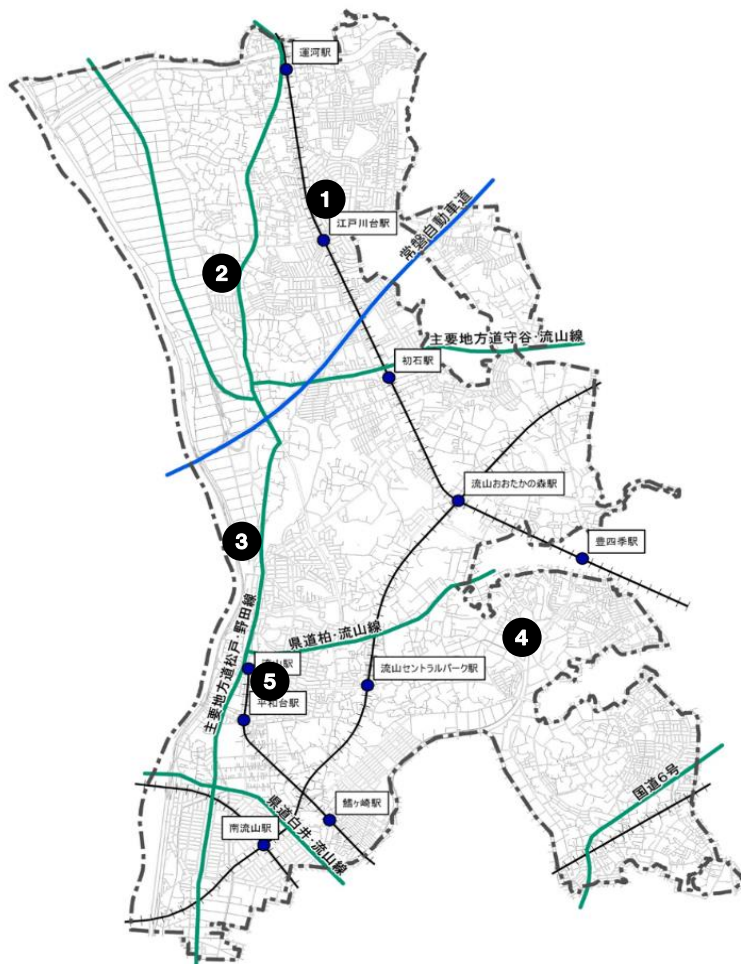 運河駅
1
江戸川台駅
常磐自動車道
2
主要地方道守谷・流山線
初石駅
流山おおたかの森駅
3
豊四季駅
県道柏・流山線
4
主要地方道松戸・野田線
流山駅
5
流山セントラルパーク駅
平和台駅
国道6号
鰭ヶ崎駅
県道白井・流山線
南流山駅